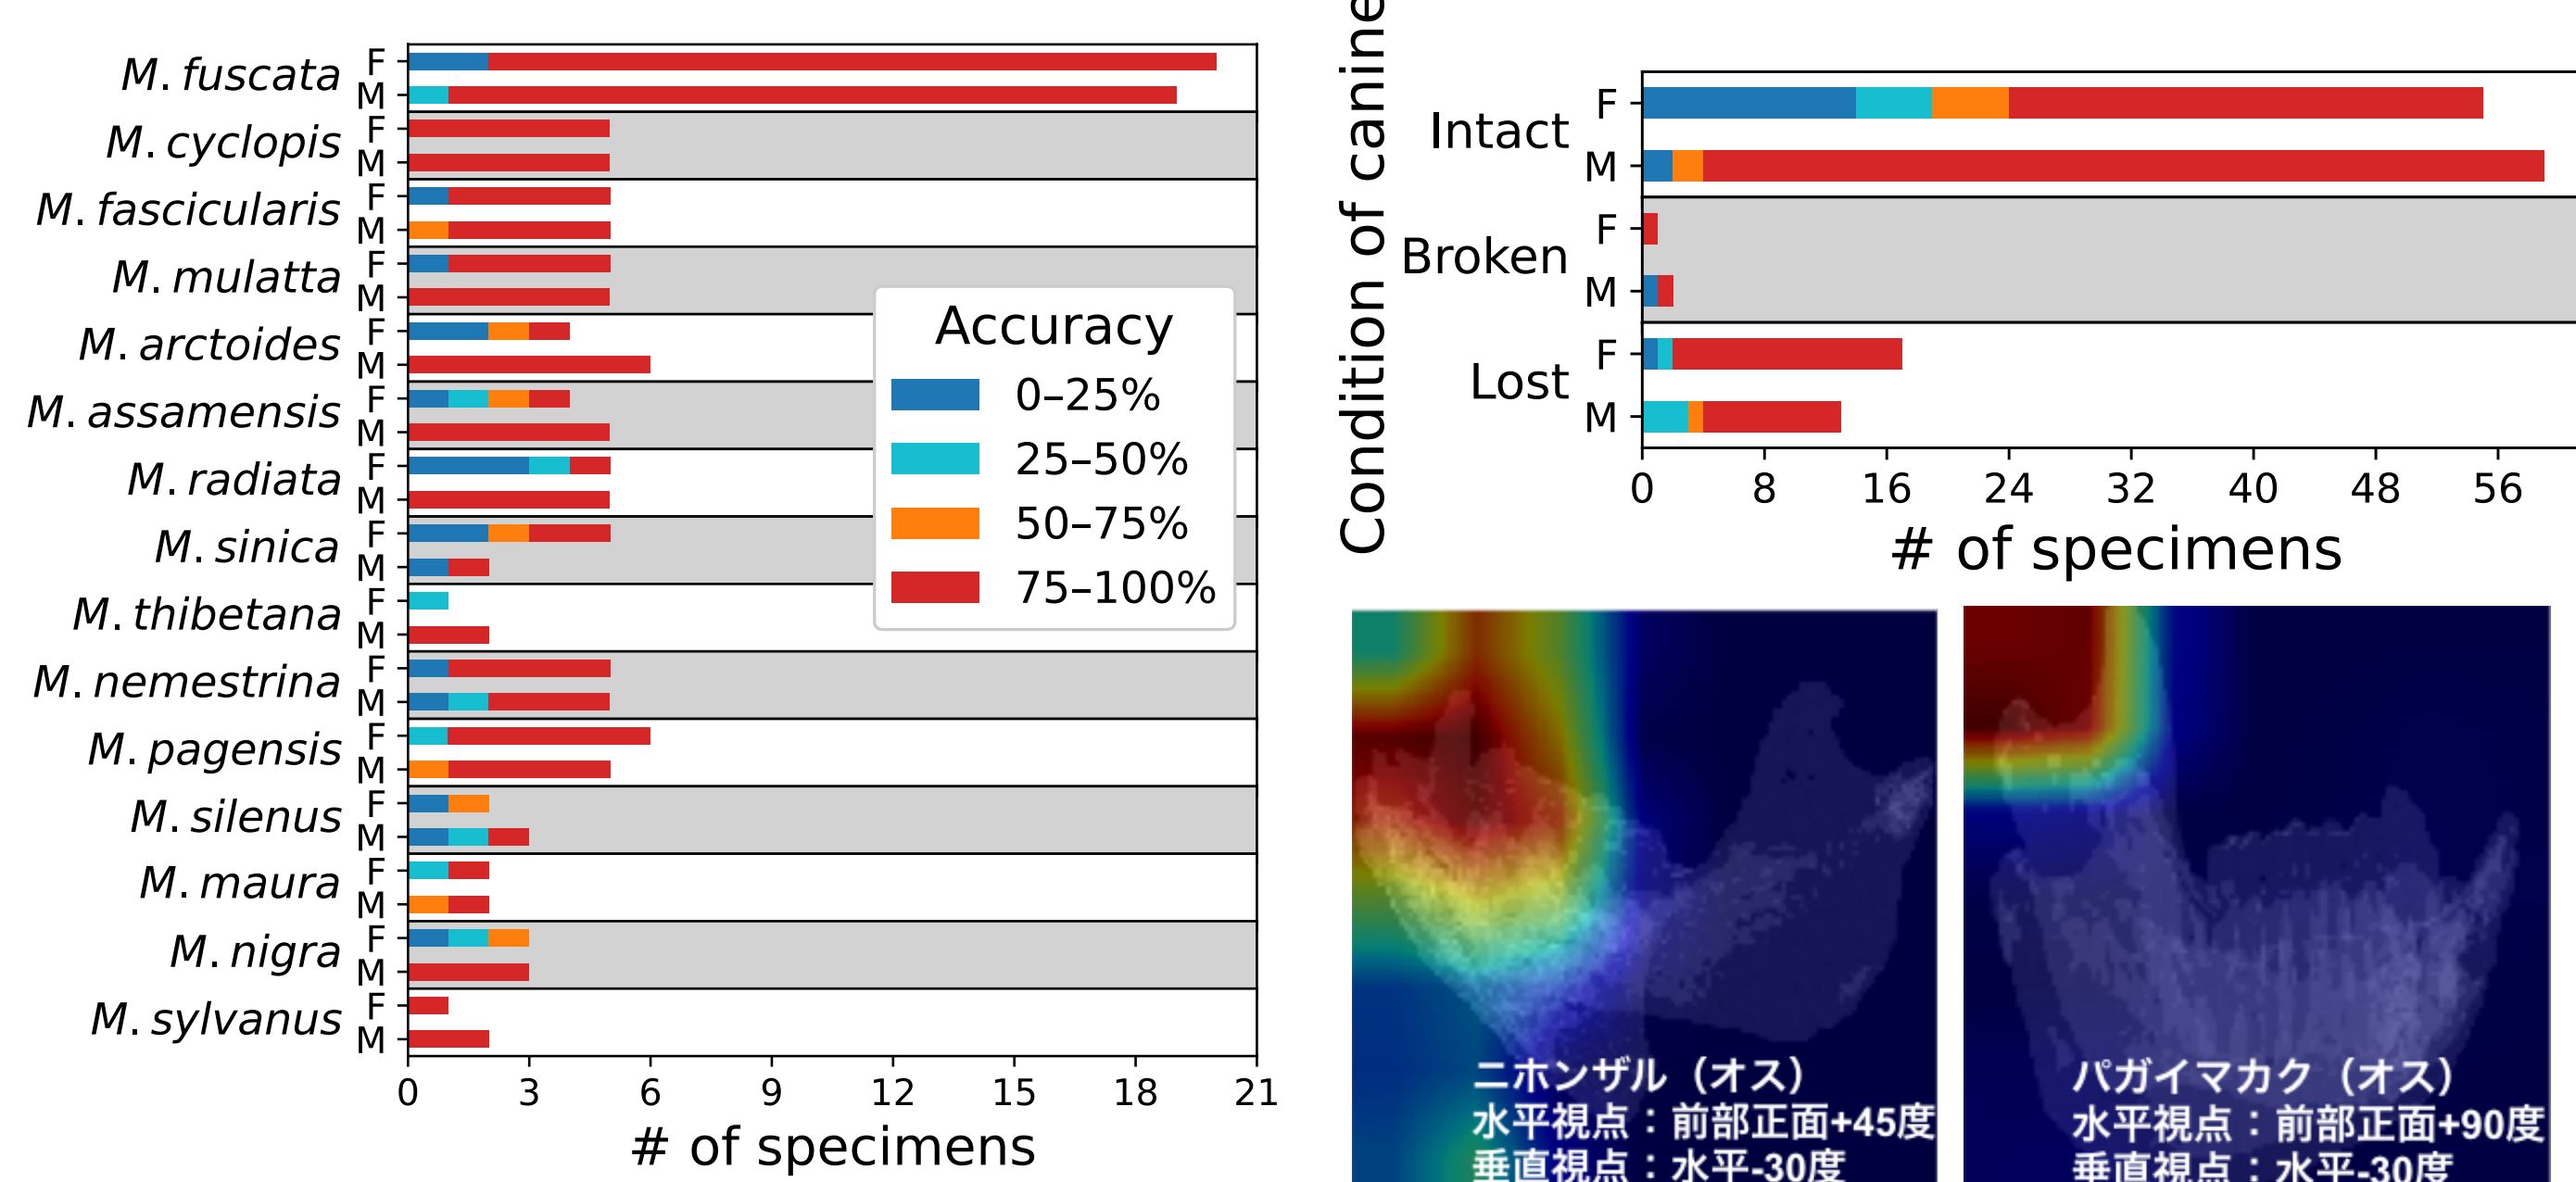 M. fuscata
F
M
M. cyclopis
F
M
M. fascicularis
F
M
M. mulatta
F
M
M. arctoides
F
M
M. assamensis
F
M
M. radiata
F
M
M. sinica
F
M
M. thibetana
F
M
M. nemestrina
F
M
M. pagensis
F
M
M. silenus
F
M
M. maura
F
M
M. nigra
F
M
M. sylvanus
F
M
0 3 6 9 12 15 18 21
# of specimens
Accuracy
0–25%
25–50%
50–75%
75–100%
Condition of canine
Intact
F
M
Broken
F
M
Lost
F
M
0 8 16 24 32 40 48 56
# of specimens
ニホンザル（オス）
水平視点：前部正面+45度
垂直視点：水平-30度
パガイマカク（オス）
水平視点：前部正面+90度
垂直視点：水平-30度